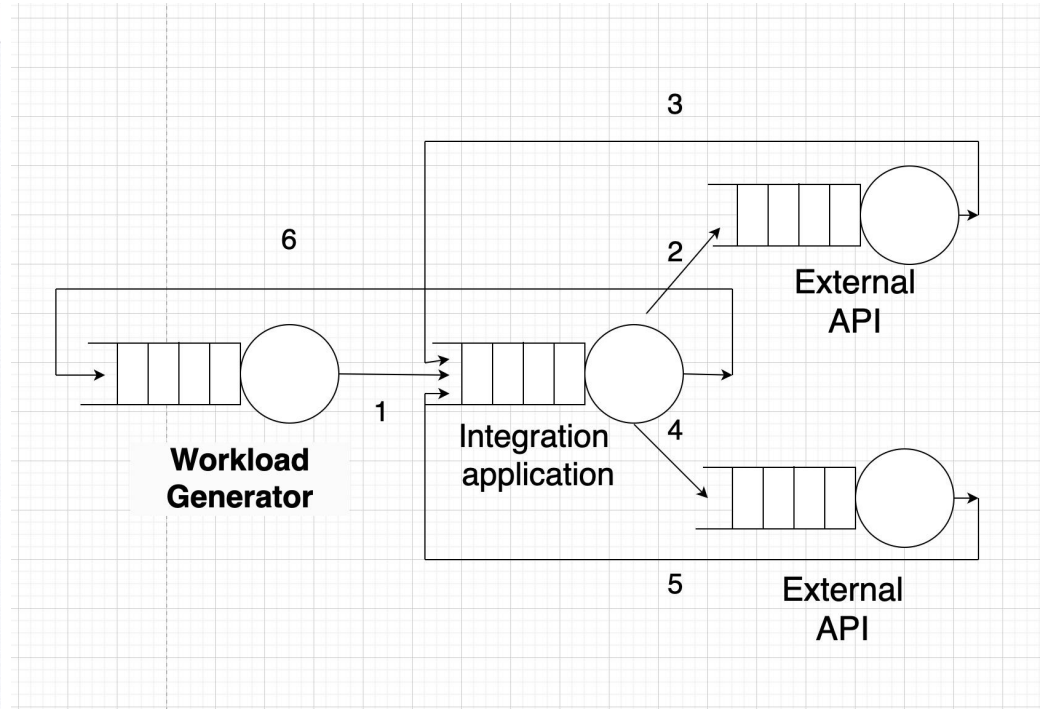 3
6
2
External
API
1
4
Integration
application
Workload
Generator
5
External
API